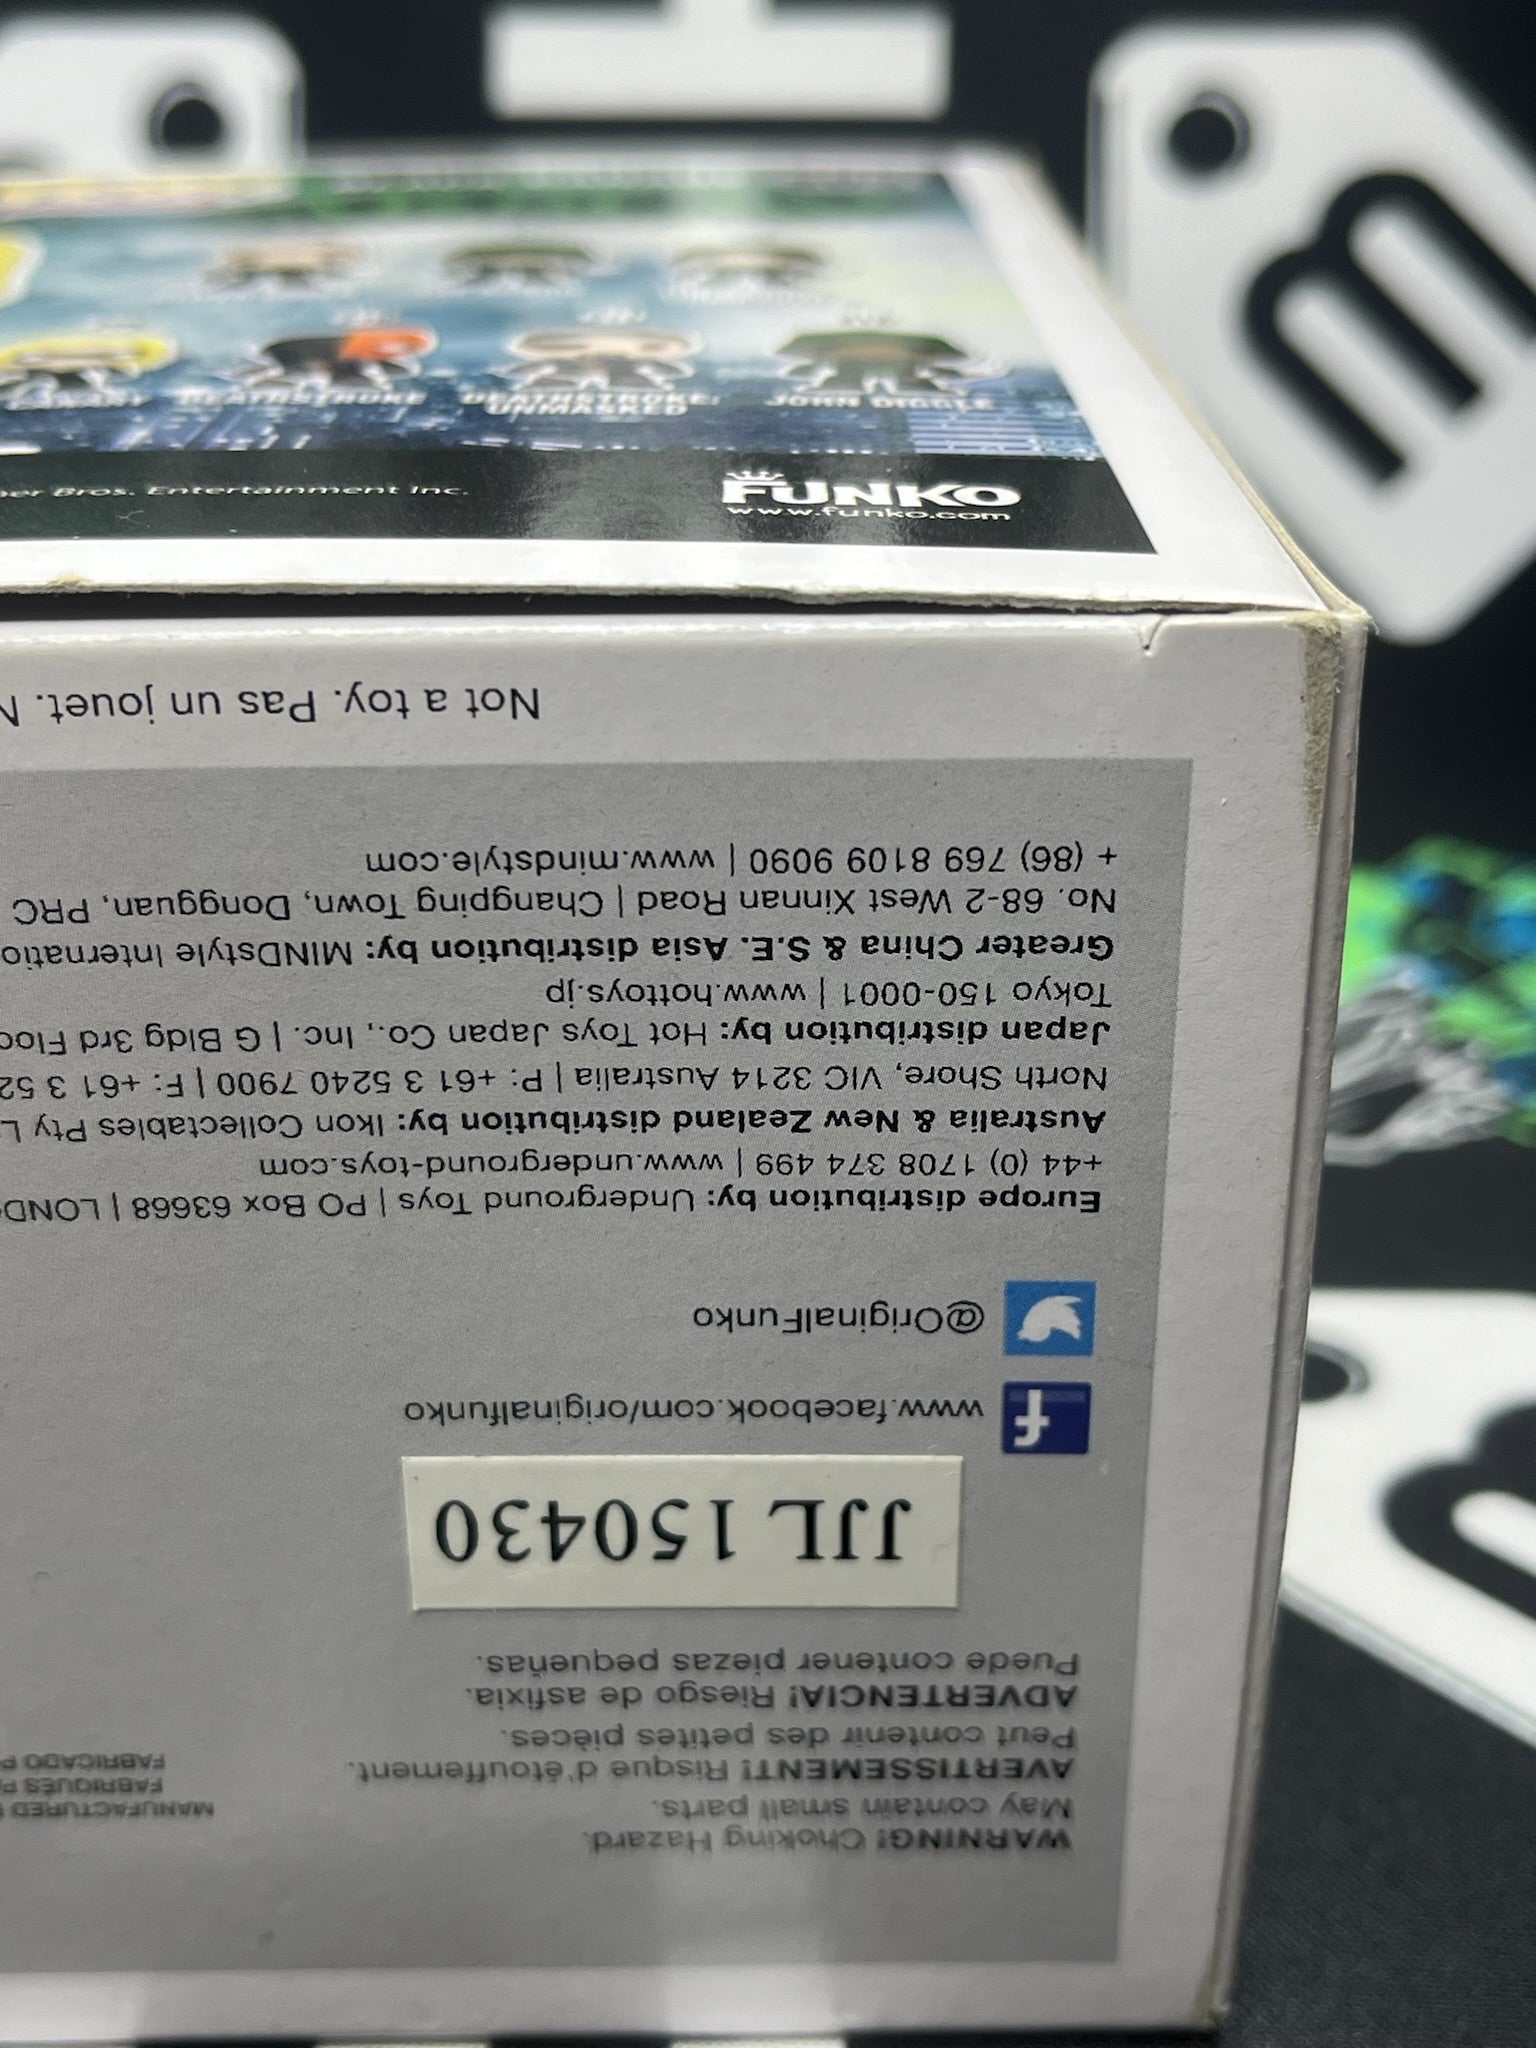 CANARY
DEATHSTROKE
DEATHSTROKE:
UNMASKED
JOHN DIGGLE
Bros. Entertainment Inc.
FUNKO
www.funko.com
Not a toy. Pas un jouet.
WARNING! Choking Hazard.
May contain small parts.
AVERTISSEMENT! Risque d'étouffement.
Peut contenir des petites pièces.
ADVERTENCIA! Riesgo de asfixia.
Puede contener piezas pequeñas.
MANUFACTURED
FABRIQUÉS
FABRICADO
JJL 150430
f www.facebook.com/originalfunko
@OriginalFunko
Europe distribution by: Underground Toys | PO Box 63668 |
+44 (0) 1708 374 499 | www.underground-toys.com
Australia & New Zealand distribution by: Ikon Collectables Pty
North Shore, VIC 3214 Australia | P: +61 3 5240 7900 | F: +61 3
Japan distribution by: Hot Toys Japan Co., Inc. | G Bldg 3rd
Tokyo 150-0001 | www.hottoys.jp
Greater China & S.E. Asia distribution by: MINDstyle
No. 68-2 West Xinnan Road | Changping Town, Dongguan, PRC
+ (86) 769 8109 9090 | www.mindstyle.com
m